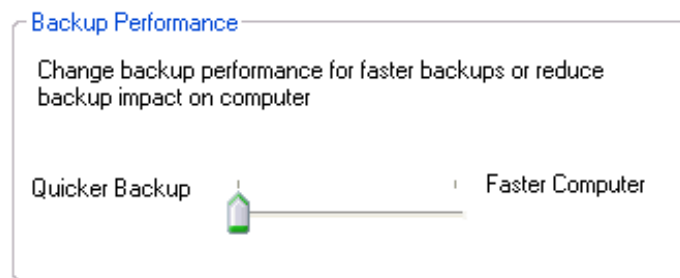 Backup Performance
Change backup performance for faster backups or reduce
backup impact on computer
Quicker Backup Faster Computer